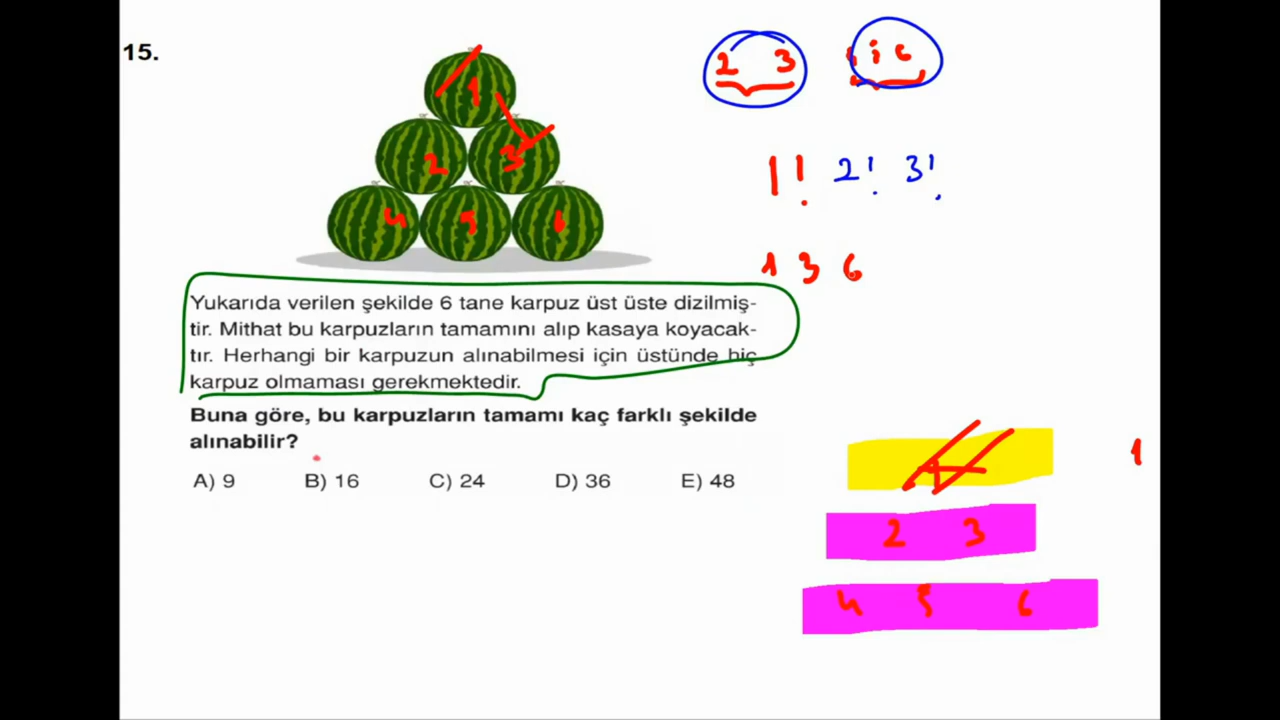 15.
1
2 3
4 5 6
2 3
1! 2! 3!
1 3 6
Yukarıda verilen şekilde 6 tane karpuz üst üste dizilmiş-
tir. Mithat bu karpuzların tamamını alıp kasaya koyacak-
tır. Herhangi bir karpuzun alınabilmesi için üstünde hiç
karpuz olmaması gerekmektedir.
Buna göre, bu karpuzların tamamı kaç farklı şekilde
alınabilir?
A) 9 B) 16 C) 24 D) 36 E) 48
1
2 3
4 5 6